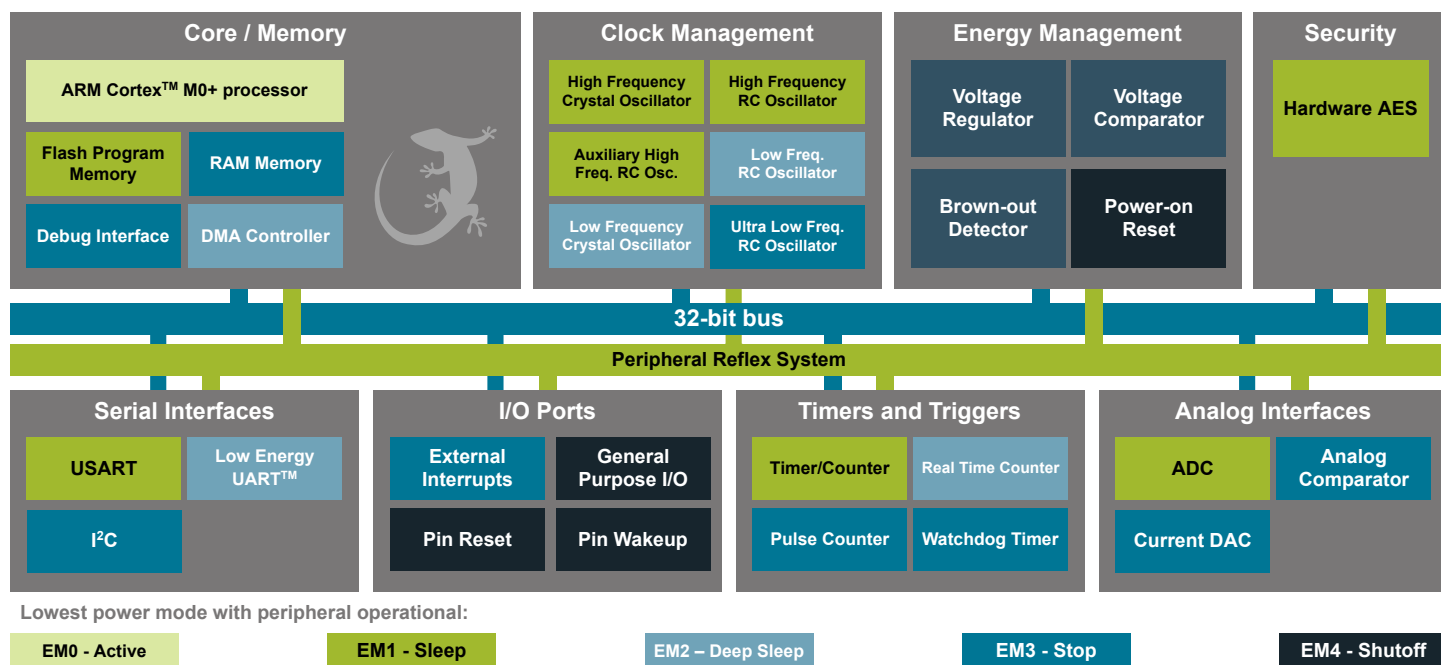 Core / Memory
ARM Cortex™ M0+ processor
Flash Program
Memory
RAM Memory
Debug Interface
DMA Controller
Clock Management
High Frequency
Crystal Oscillator
High Frequency
RC Oscillator
Auxiliary High
Freq. RC Osc.
Low Freq.
RC Oscillator
Low Frequency
Crystal Oscillator
Ultra Low Freq.
RC Oscillator
Energy Management
Voltage
Regulator
Voltage
Comparator
Brown-out
Detector
Power-on
Reset
Security
Hardware AES
32-bit bus
Peripheral Reflex System
Serial Interfaces
USART
Low Energy
UART™
I²C
I/O Ports
External
Interrupts
General
Purpose I/O
Pin Reset
Pin Wakeup
Timers and Triggers
Timer/Counter
Real Time Counter
Pulse Counter
Watchdog Timer
Analog Interfaces
ADC
Analog
Comparator
Current DAC
Lowest power mode with peripheral operational:
EM0 - Active
EM1 - Sleep
EM2 – Deep Sleep
EM3 - Stop
EM4 - Shutoff